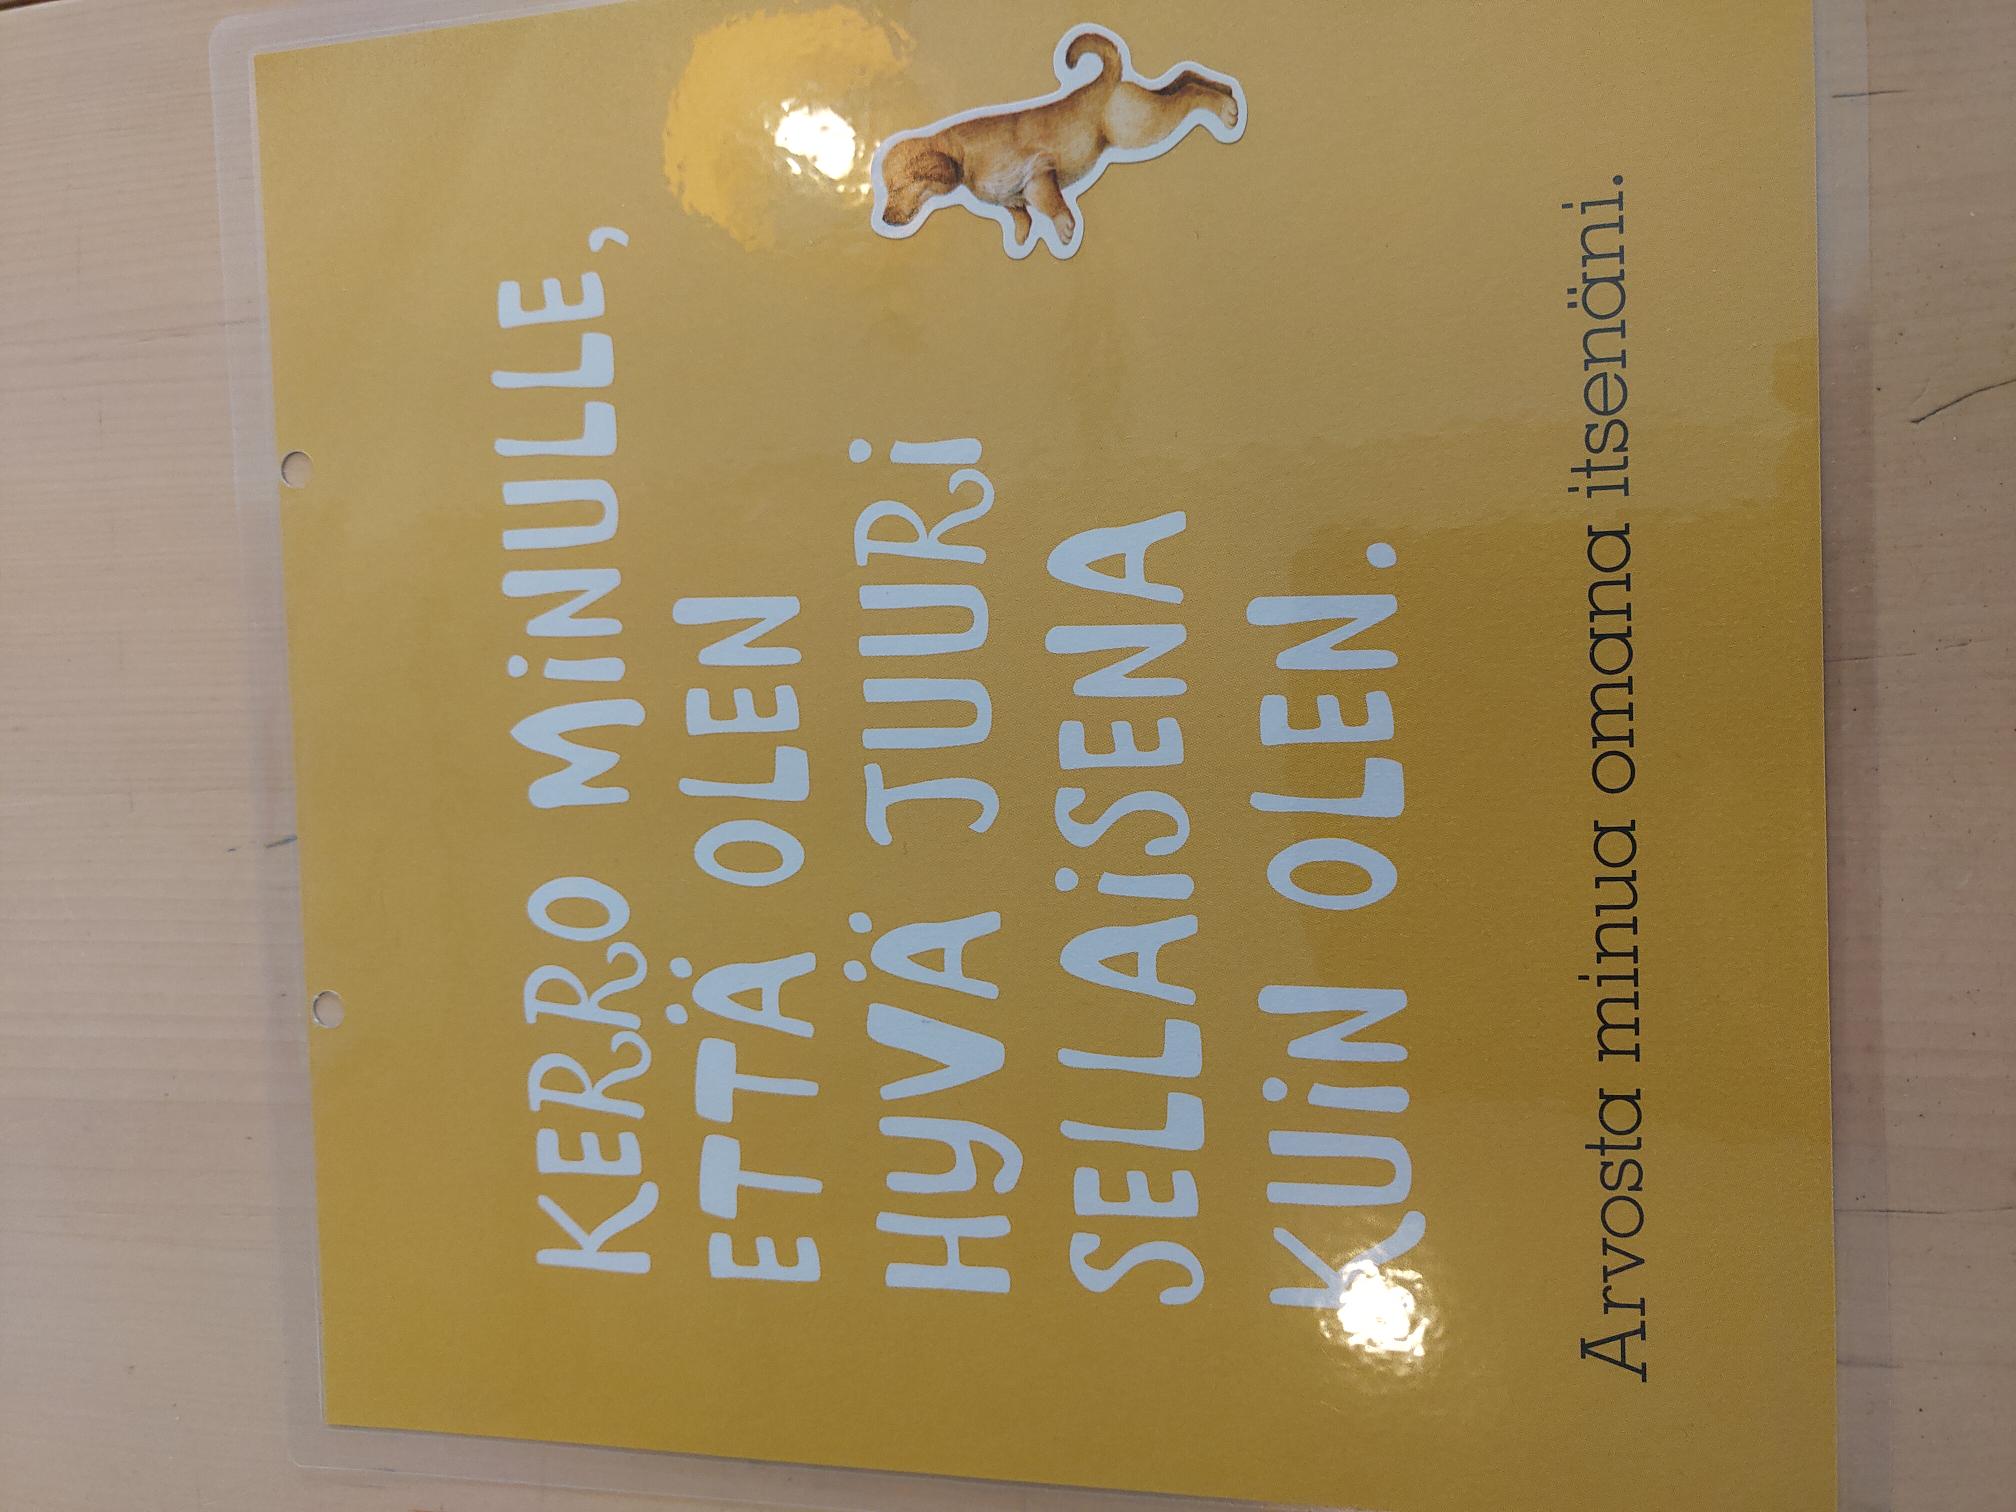 KERRO MiNULLE,
ETTÄ OLEN
HyVÄ JUURi
SELLAiSENA
KUiN OLEN.
Arvosta minua omana itsenäni.